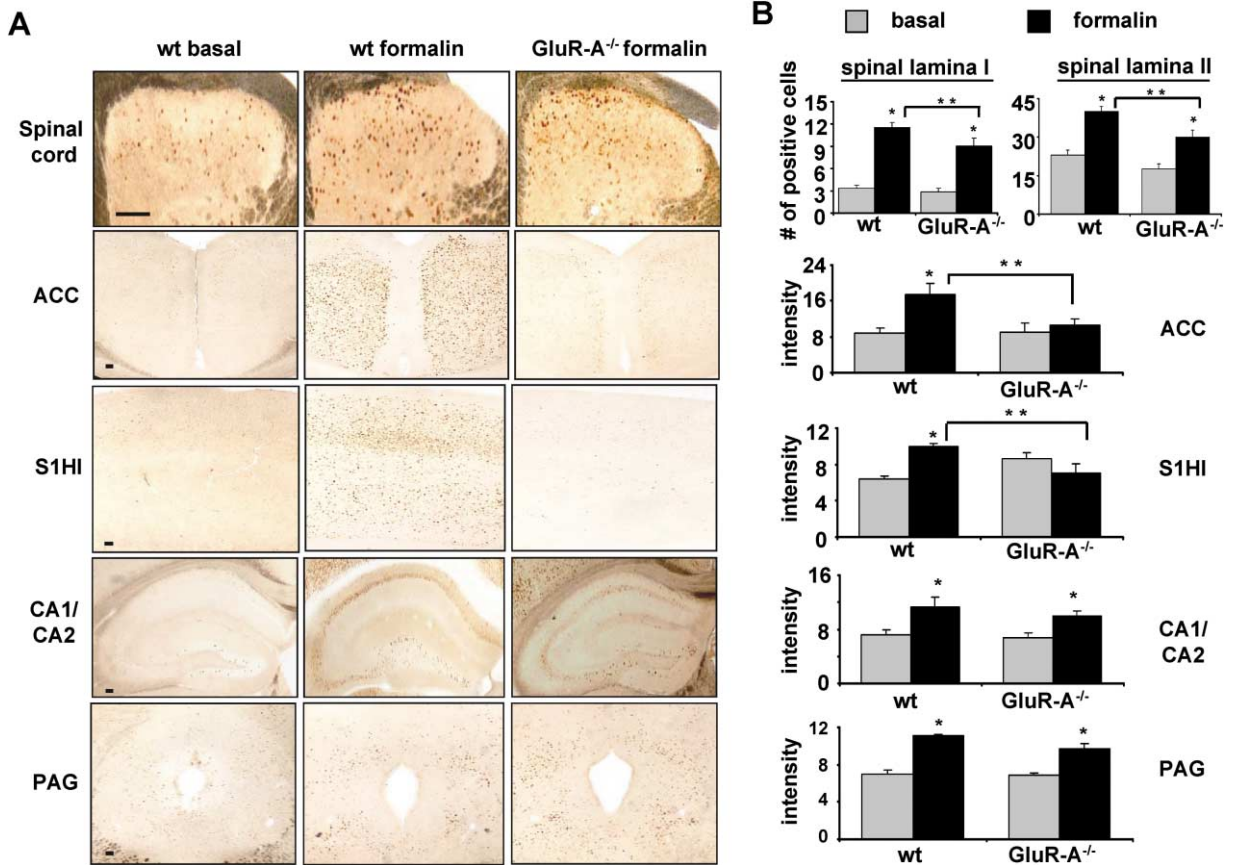 A
wt basal
wt formalin
GluR-A-/- formalin
Spinal
cord
ACC
S1HI
CA1/
CA2
PAG
B
basal
formalin
spinal lamina I
spinal lamina II
# of positive cells
15
12
9
6
3
0
*
* *
*
wt
GluR-A-/-
45
30
15
0
*
* *
*
wt
GluR-A-/-
intensity
24
16
8
0
*
* *
wt
GluR-A-/-
ACC
intensity
12
8
4
0
*
* *
wt
GluR-A-/-
S1HI
intensity
16
8
0
*
*
wt
GluR-A-/-
CA1/
CA2
intensity
12
8
4
0
*
*
wt
GluR-A-/-
PAG